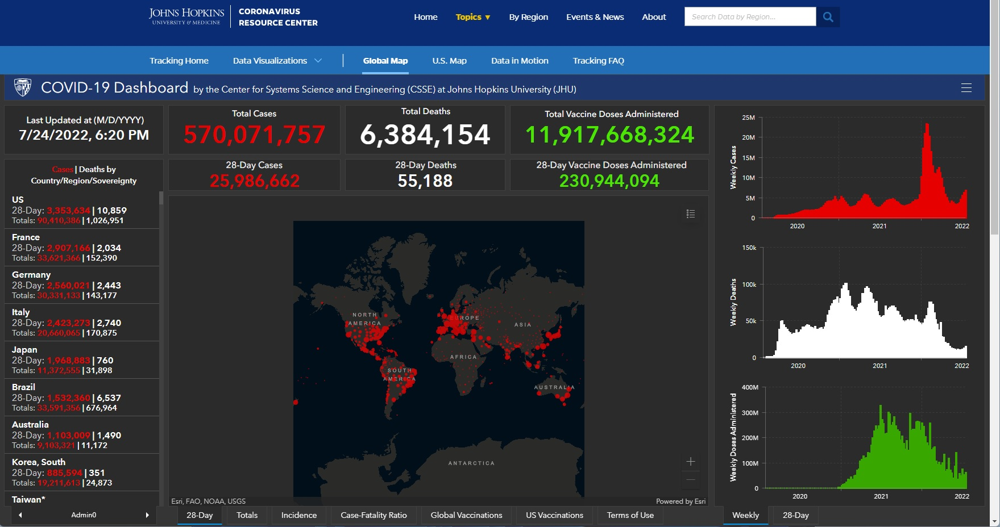 JOHNS HOPKINS
UNIVERSITY & MEDICINE
CORONAVIRUS
RESOURCE CENTER
Home
Topics ▼
By Region
Events & News
About
Search Data by Region...
Tracking Home
Data Visualizations
Global Map
U.S. Map
Data in Motion
Tracking FAQ
COVID-19 Dashboard by the Center for Systems Science and Engineering (CSSE) at Johns Hopkins University (JHU)
Last Updated at (M/D/YYYY)
7/24/2022, 6:20 PM
Total Cases
570,071,757
Total Deaths
6,384,154
Total Vaccine Doses Administered
11,917,668,324
28-Day Cases
25,986,662
28-Day Deaths
55,188
28-Day Vaccine Doses Administered
230,944,094
Cases | Deaths by
Country/Region/Sovereignty
US
28-Day: 3,353,634 | 10,859
Totals: 90,410,386 | 1,026,951
France
28-Day: 2,907,166 | 2,034
Totals: 33,621,366 | 152,390
Germany
28-Day: 2,560,021 | 2,443
Totals: 30,331,133 | 143,177
Italy
28-Day: 2,423,273 | 2,740
Totals: 20,660,065 | 170,875
Japan
28-Day: 1,968,883 | 760
Totals: 11,372,555 | 31,898
Brazil
28-Day: 1,532,360 | 6,537
Totals: 33,591,356 | 676,964
Australia
28-Day: 1,103,009 | 1,490
Totals: 9,103,321 | 11,172
Korea, South
28-Day: 885,594 | 351
Totals: 19,211,613 | 24,873
Taiwan*
Admin0
NORTH
AMERICA
EUROPE
ASIA
AFRICA
SOUTH
AMERICA
AUSTRALIA
ANTARCTICA
Esri, FAO, NOAA, USGS
Powered by Esri
28-Day
Totals
Incidence
Case-Fatality Ratio
Global Vaccinations
US Vaccinations
Terms of Use
Weekly Cases
25M
20M
15M
10M
5M
0
2020
2021
2022
Weekly Deaths
150k
100k
50k
0
2020
2021
2022
Weekly Doses Administered
400M
300M
200M
100M
0
2020
2021
2022
Weekly
28-Day